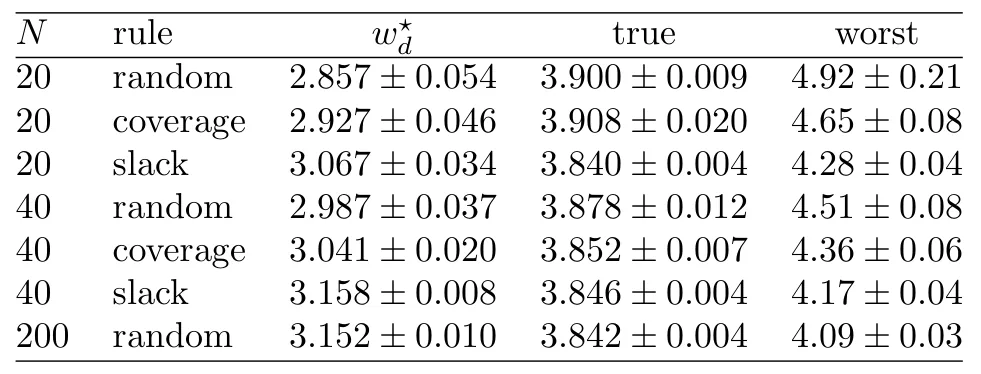 N rule w_d^⋆ true worst
20 random 2.857 ± 0.054 3.900 ± 0.009 4.92 ± 0.21
20 coverage 2.927 ± 0.046 3.908 ± 0.020 4.65 ± 0.08
20 slack 3.067 ± 0.034 3.840 ± 0.004 4.28 ± 0.04
40 random 2.987 ± 0.037 3.878 ± 0.012 4.51 ± 0.08
40 coverage 3.041 ± 0.020 3.852 ± 0.007 4.36 ± 0.06
40 slack 3.158 ± 0.008 3.846 ± 0.004 4.17 ± 0.04
200 random 3.152 ± 0.010 3.842 ± 0.004 4.09 ± 0.03